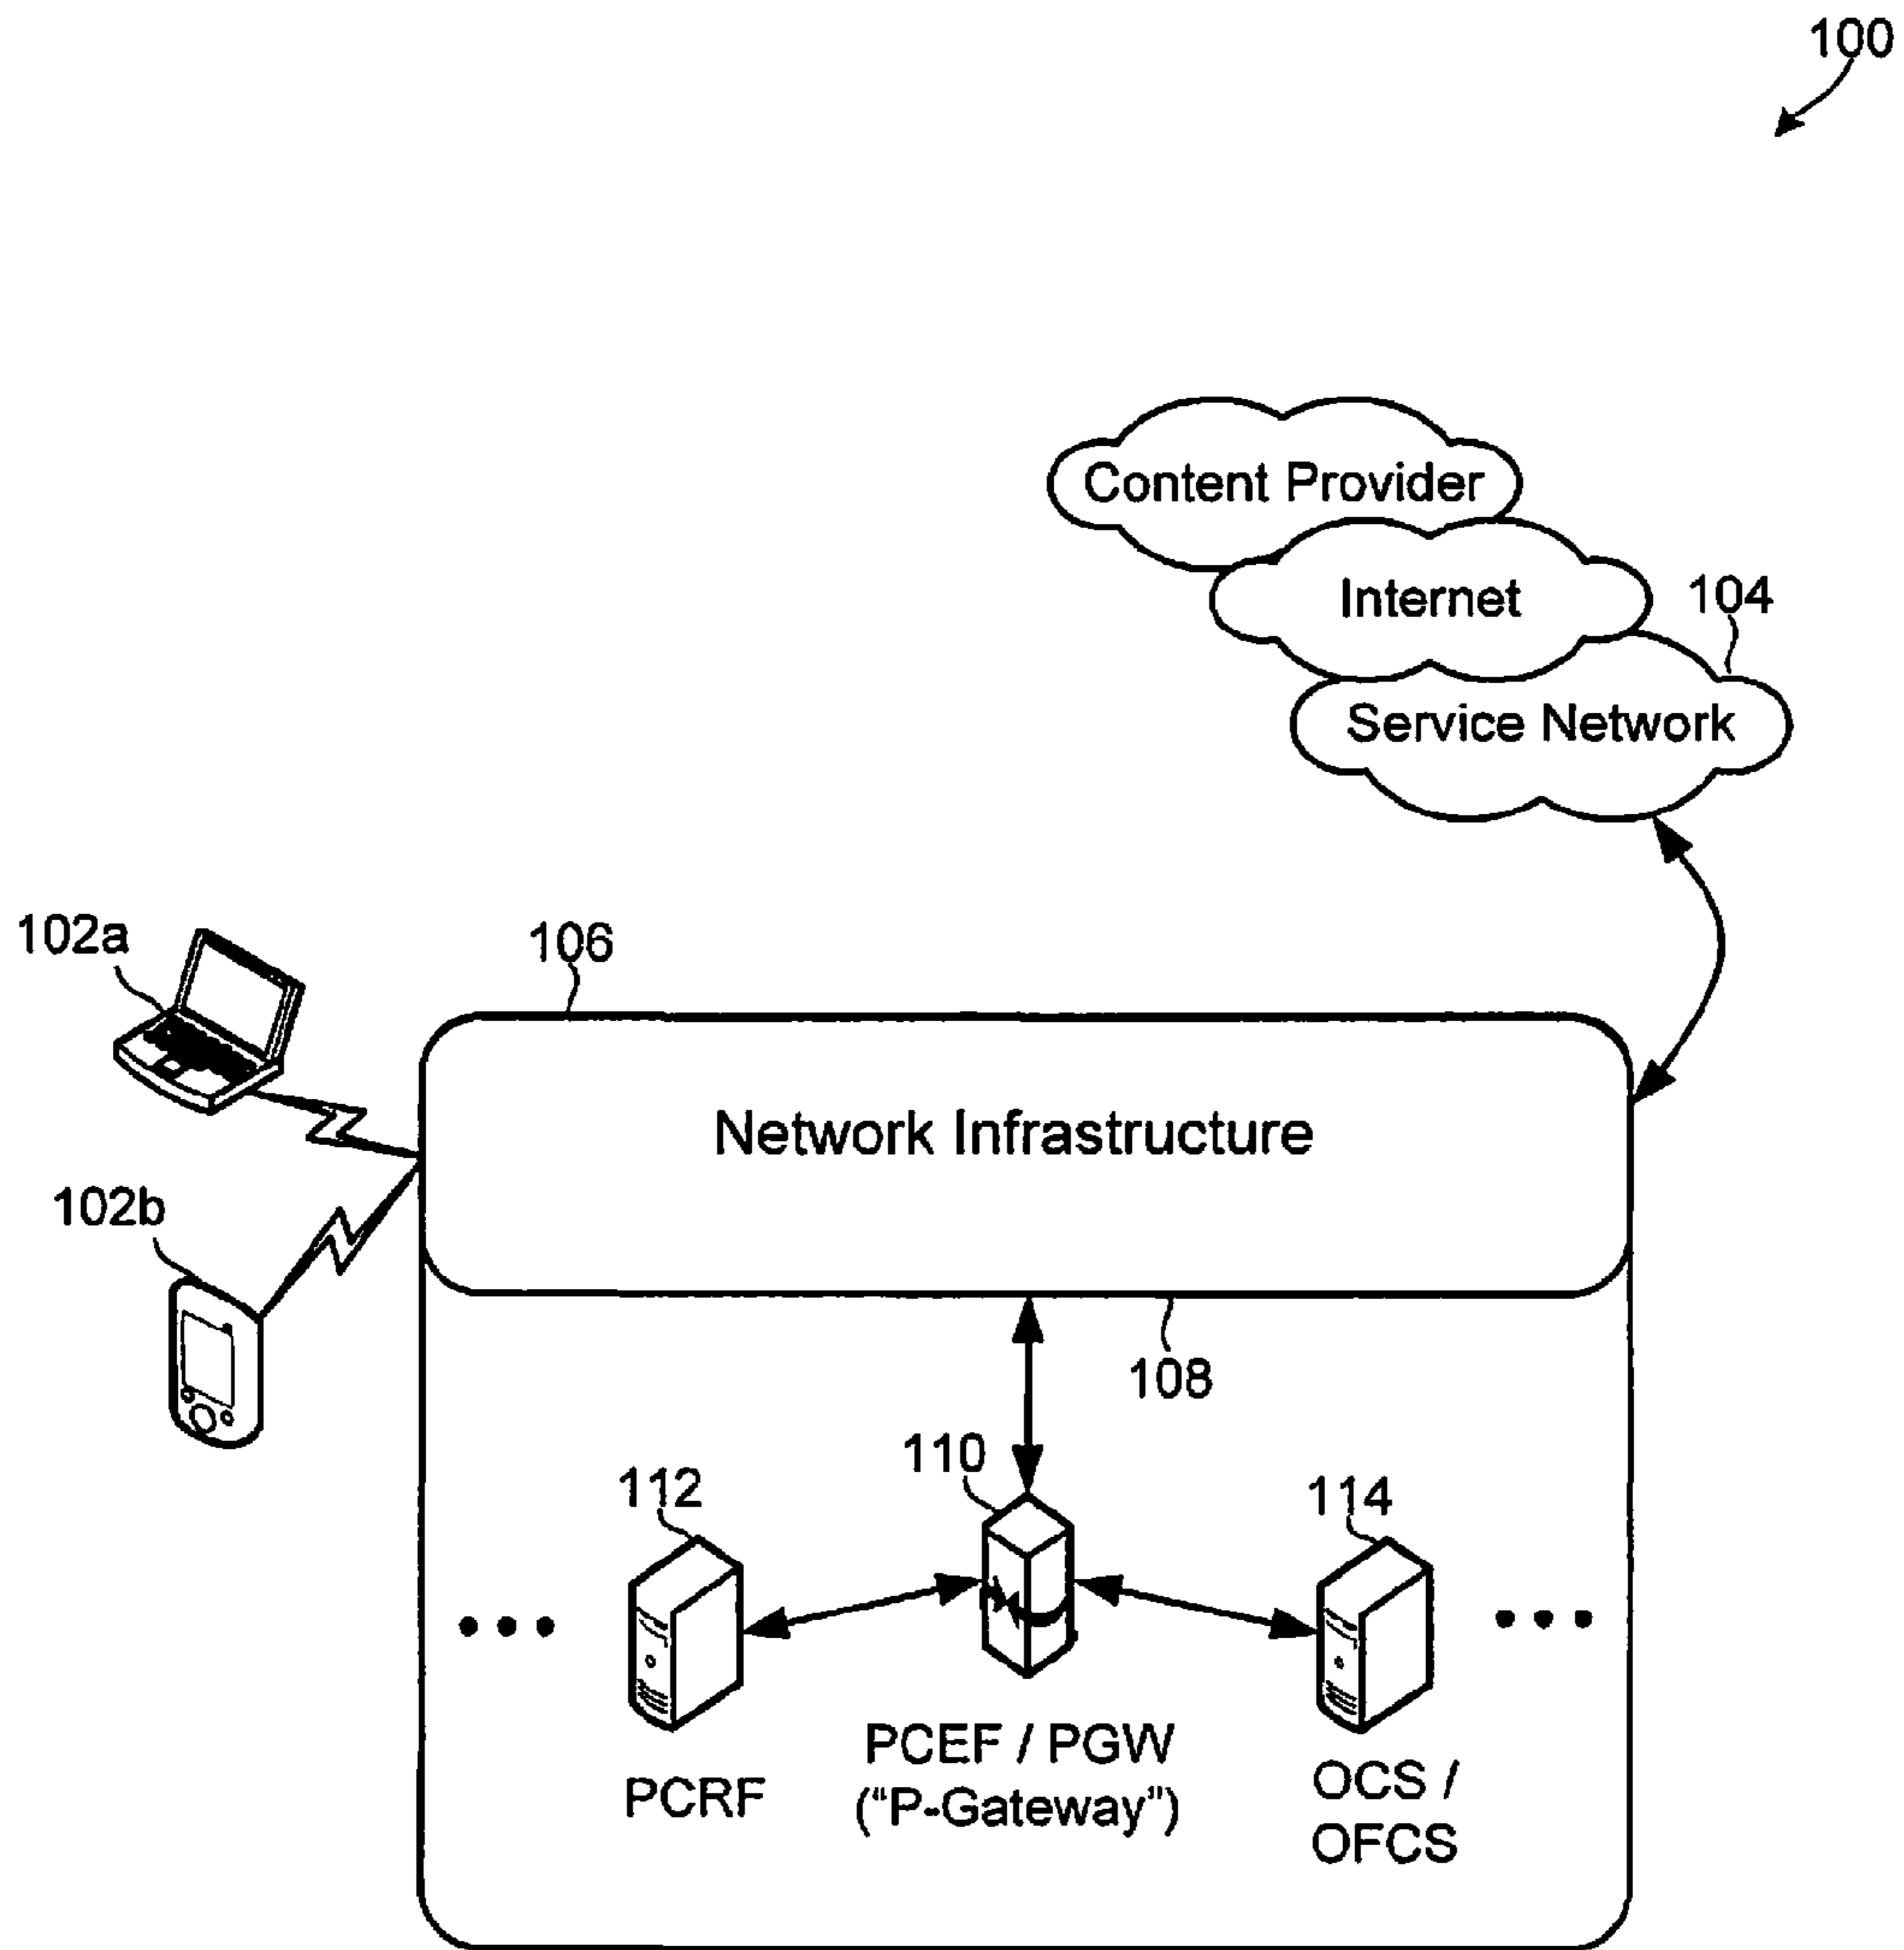 100
Content Provider
Internet
104
Service Network
102a
106
Network Infrastructure
102b
108
110
112
114
PCEF / PGW
("P-Gateway")
PCRF
OCS /
OFCS